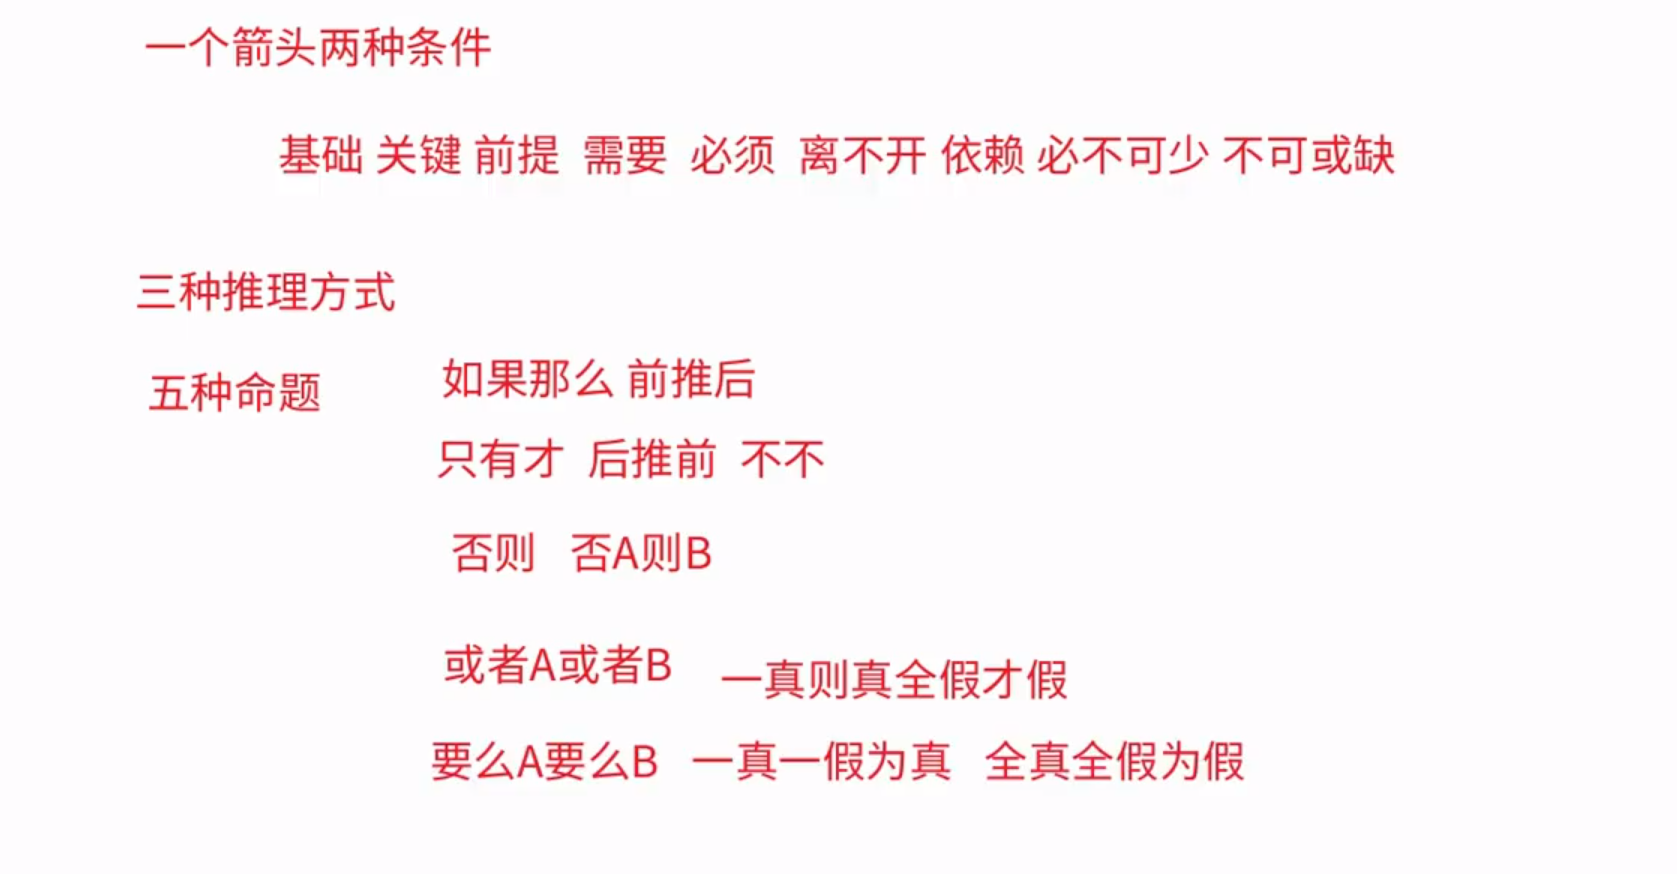 一个箭头两种条件
基础 关键 前提 需要 必须 离不开 依赖 必不可少 不可或缺
三种推理方式
五种命题
如果那么 前推后
只有才 后推前 不不
否则 否A则B
或者A或者B 一真则真全假才假
要么A要么B 一真一假为真 全真全假为假